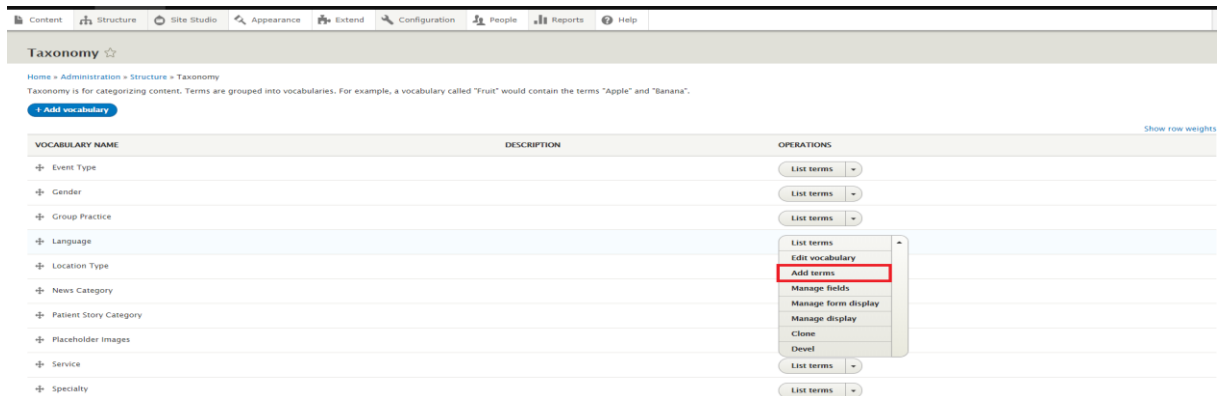 Content Structure Site Studio Appearance Extend Configuration People Reports Help
Taxonomy
Home » Administration » Structure » Taxonomy
Taxonomy is for categorizing content. Terms are grouped into vocabularies. For example, a vocabulary called "Fruit" would contain the terms "Apple" and "Banana".
+ Add vocabulary
Show row weights
VOCABULARY NAME DESCRIPTION OPERATIONS
Event Type List terms
Gender List terms
Group Practice List terms
Language List terms
Edit vocabulary
Location Type Add terms
News Category Manage fields
Manage form display
Patient Story Category Manage display
Placeholder Images Clone
Devel
Service List terms
Specialty List terms